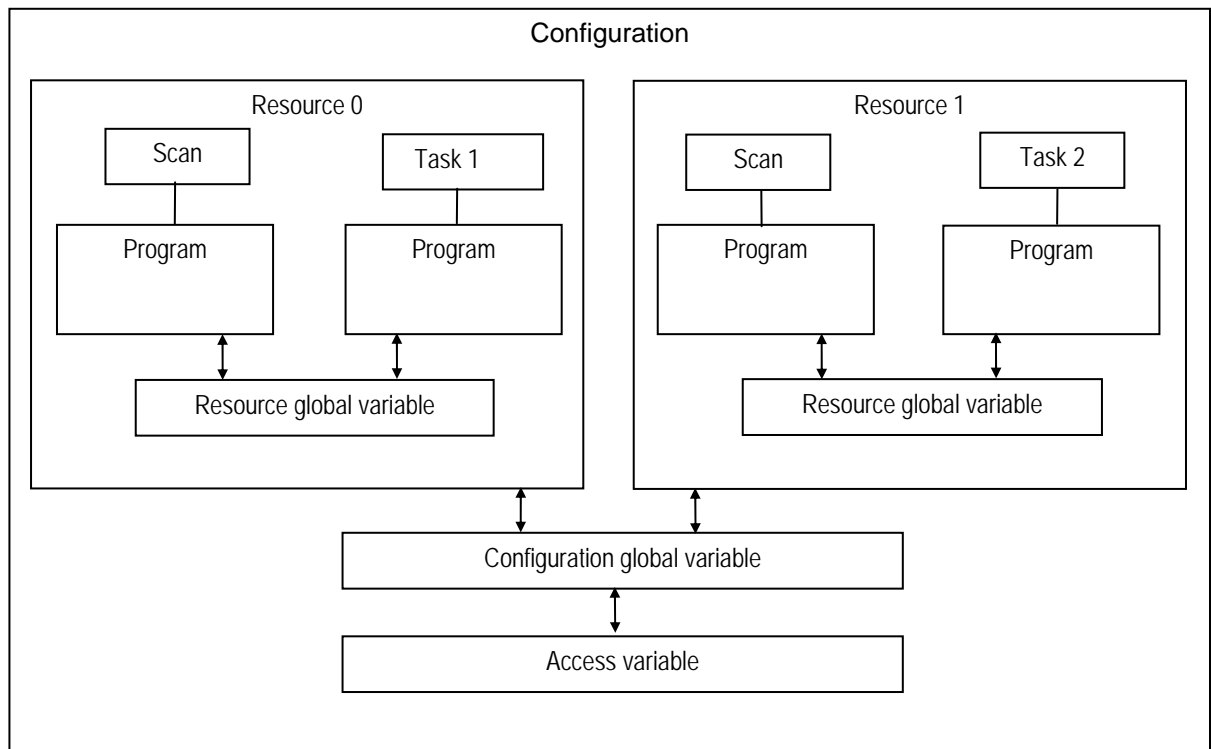 Configuration
Resource 0
Scan
Task 1
Program
Program
Resource global variable
Resource 1
Scan
Task 2
Program
Program
Resource global variable
Configuration global variable
Access variable